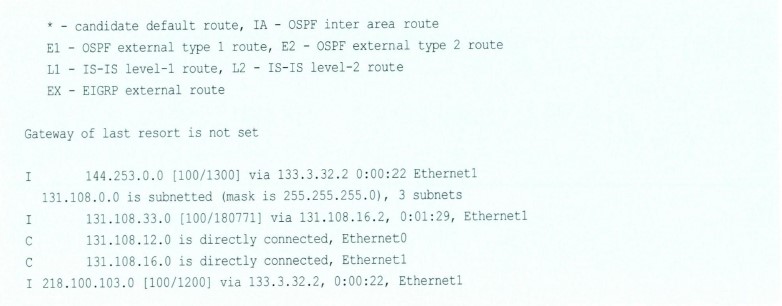 * - candidate default route, IA - OSPF inter area route
E1 - OSPF external type 1 route, E2 - OSPF external type 2 route
L1 - IS-IS level-1 route, L2 - IS-IS level-2 route
EX - EIGRP external route
Gateway of last resort is not set
I 144.253.0.0 [100/1300] via 133.3.32.2 0:00:22 Ethernet1
131.108.0.0 is subnetted (mask is 255.255.255.0), 3 subnets
I 131.108.33.0 [100/180771] via 131.108.16.2, 0:01:29, Ethernet1
C 131.108.12.0 is directly connected, Ethernet0
C 131.108.16.0 is directly connected, Ethernet1
I 218.100.103.0 [100/1200] via 133.3.32.2, 0:00:22, Ethernet1